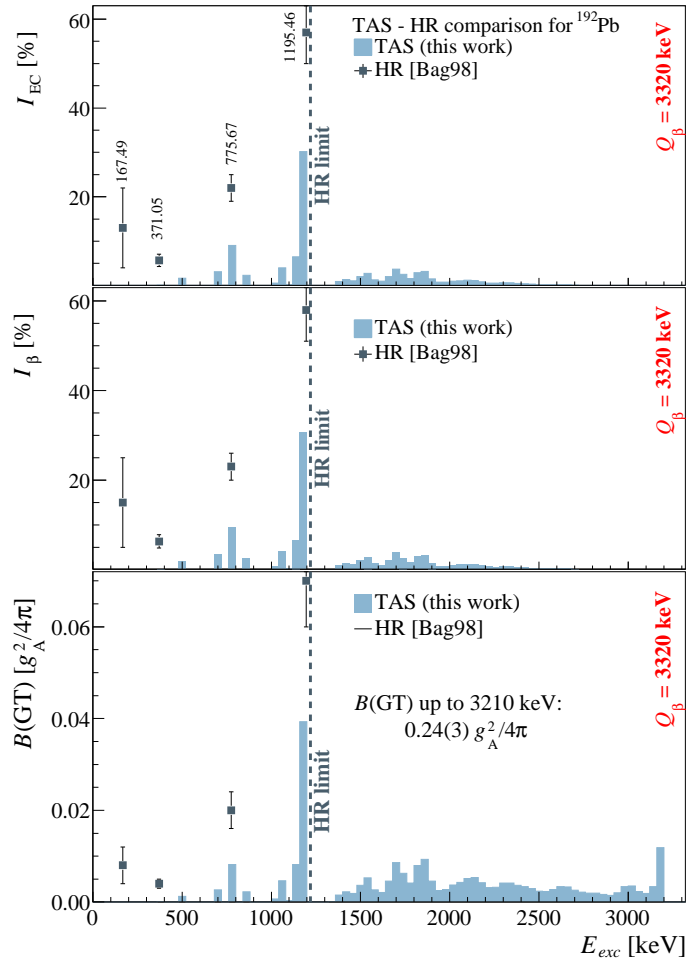 TAS - HR comparison for ¹⁹²Pb
TAS (this work)
HR [Bag98]
I_EC [%]
60
40
20
167.49
371.05
775.67
1195.46
HR limit
Q_β = 3320 keV
TAS (this work)
HR [Bag98]
I_β [%]
60
40
20
HR limit
Q_β = 3320 keV
TAS (this work)
HR [Bag98]
B(GT) up to 3210 keV:
0.24(3) g_A²/4π
B(GT) [g_A²/4π]
0.06
0.04
0.02
0.00
HR limit
Q_β = 3320 keV
0 500 1000 1500 2000 2500 3000
E_exc [keV]